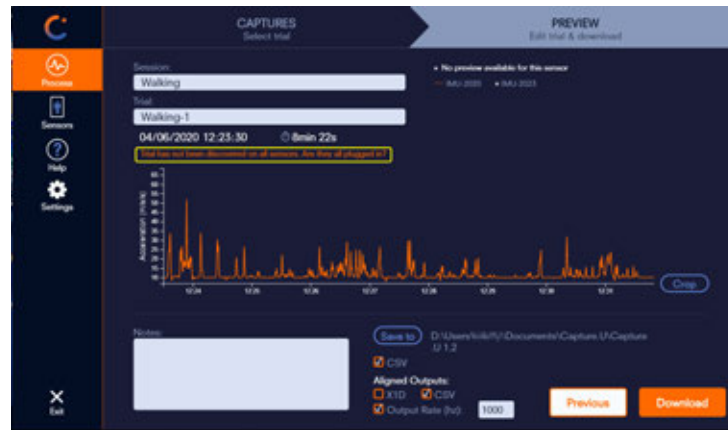 CAPTURES
Select trial
PREVIEW
Edit trial & download
Process
Sensors
Help
Settings
Exit
Session:
Walking
Trial:
Walking-1
04/06/2020 12:23:30
8min 22s
Trial has not been discovered on all sensors. Are they all plugged in?
No preview available for this sensor
IMU-2020
IMU-2023
Acceleration (m/s/s)
12:24
12:25
12:26
12:27
12:28
12:29
12:30
12:31
Crop
Notes:
Save to
.U 1.2
CSV
Aligned Outputs:
X1D
CSV
Output Rate (hz):
1000
Previous
Download